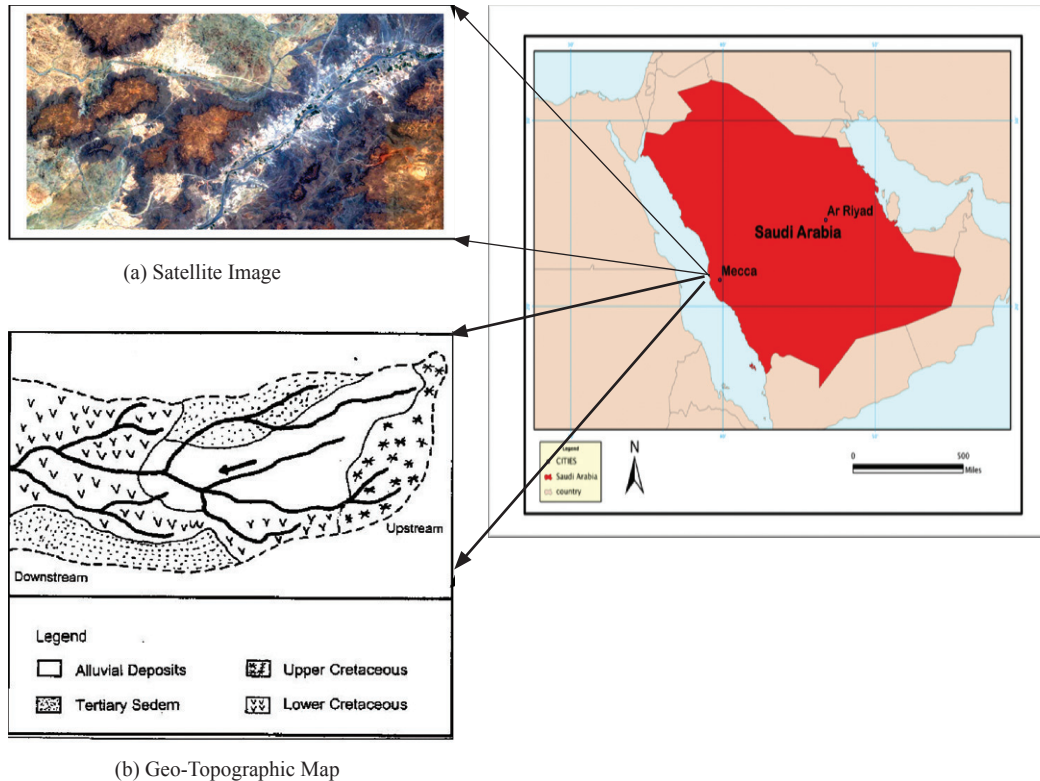 (a) Satellite Image
Upstream
Downstream
Legend
Alluvial Deposits
Upper Cretaceous
Tertiary Sedem
Lower Cretaceous
(b) Geo-Topographic Map
Ar Riyad
Saudi Arabia
Mecca
Legend
CITIES
Saudi Arabia
country
N
0 500
Miles